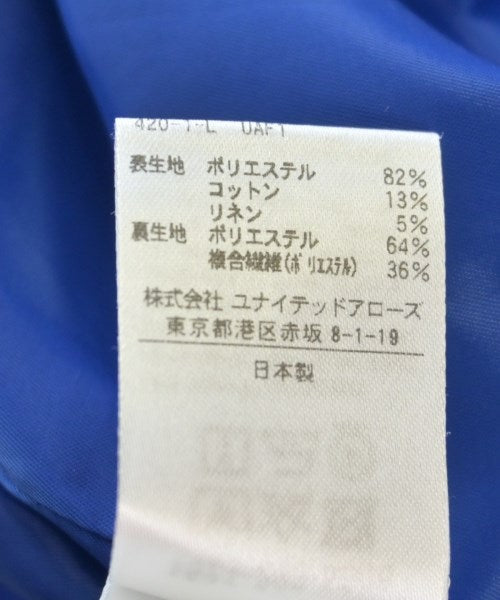 420-1-L UAF1
表生地 ポリエステル 82%
コットン 13%
リネン 5%
裏生地 ポリエステル 64%
複合繊維(ポリエステル) 36%
株式会社 ユナイテッドアローズ
東京都港区赤坂 8-1-19
日本製